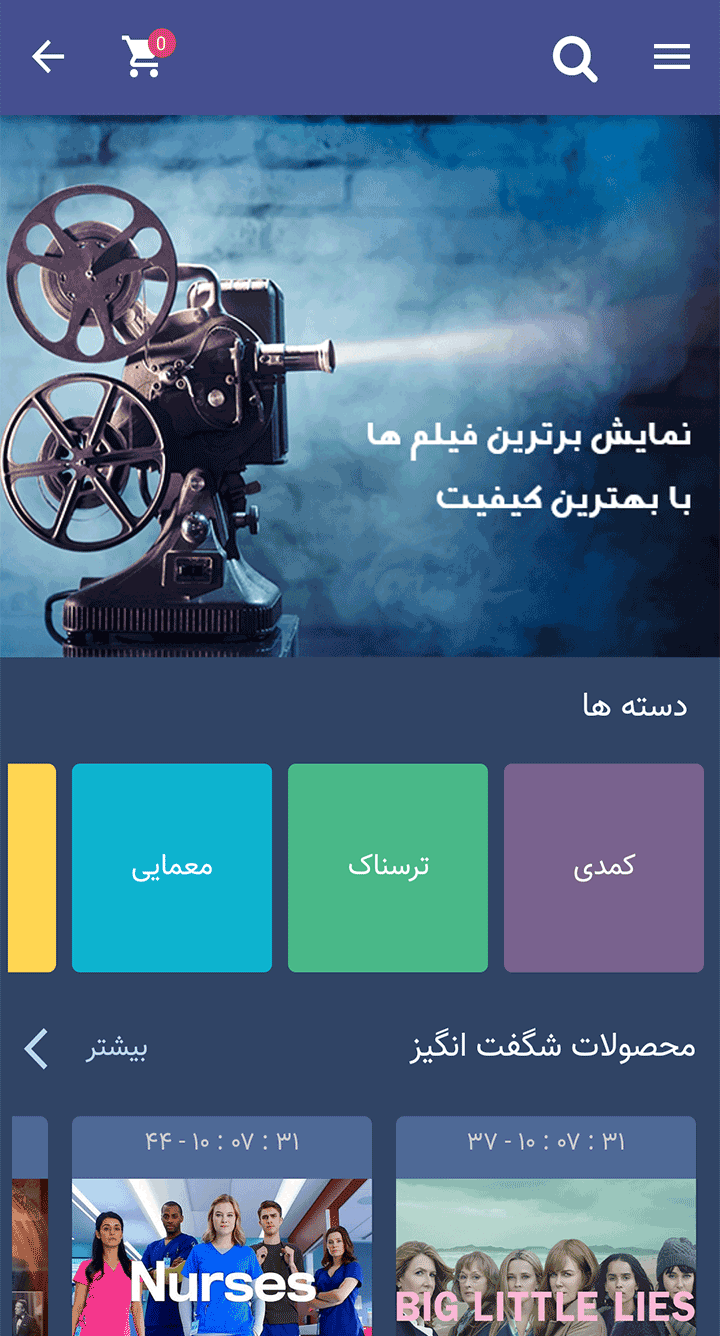 0
نمایش برترین فیلم ها
با بهترین کیفیت
دسته ها
کمدی
ترسناک
معمایی
محصولات شگفت انگیز
بیشتر
۳۷ - ۱۰ : ۰۷ : ۳۱
۴۴ - ۱۰ : ۰۷ : ۳۱
BIG LITTLE LIES
Nurses